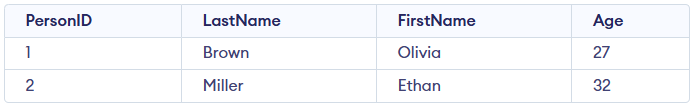 PersonID LastName FirstName Age
1 Brown Olivia 27
2 Miller Ethan 32